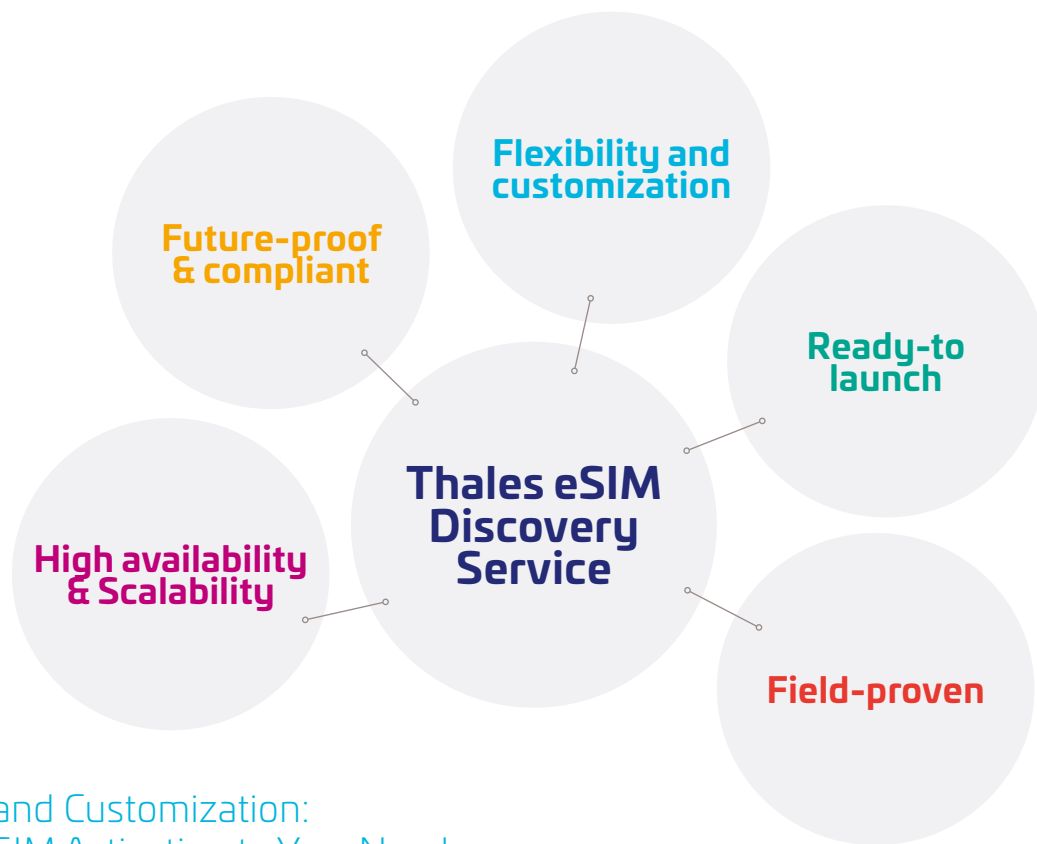 Flexibility and
customization
Future-proof
& compliant
Ready-to
launch
Thales eSIM
Discovery
Service
High availability
& Scalability
Field-proven
and Customization: